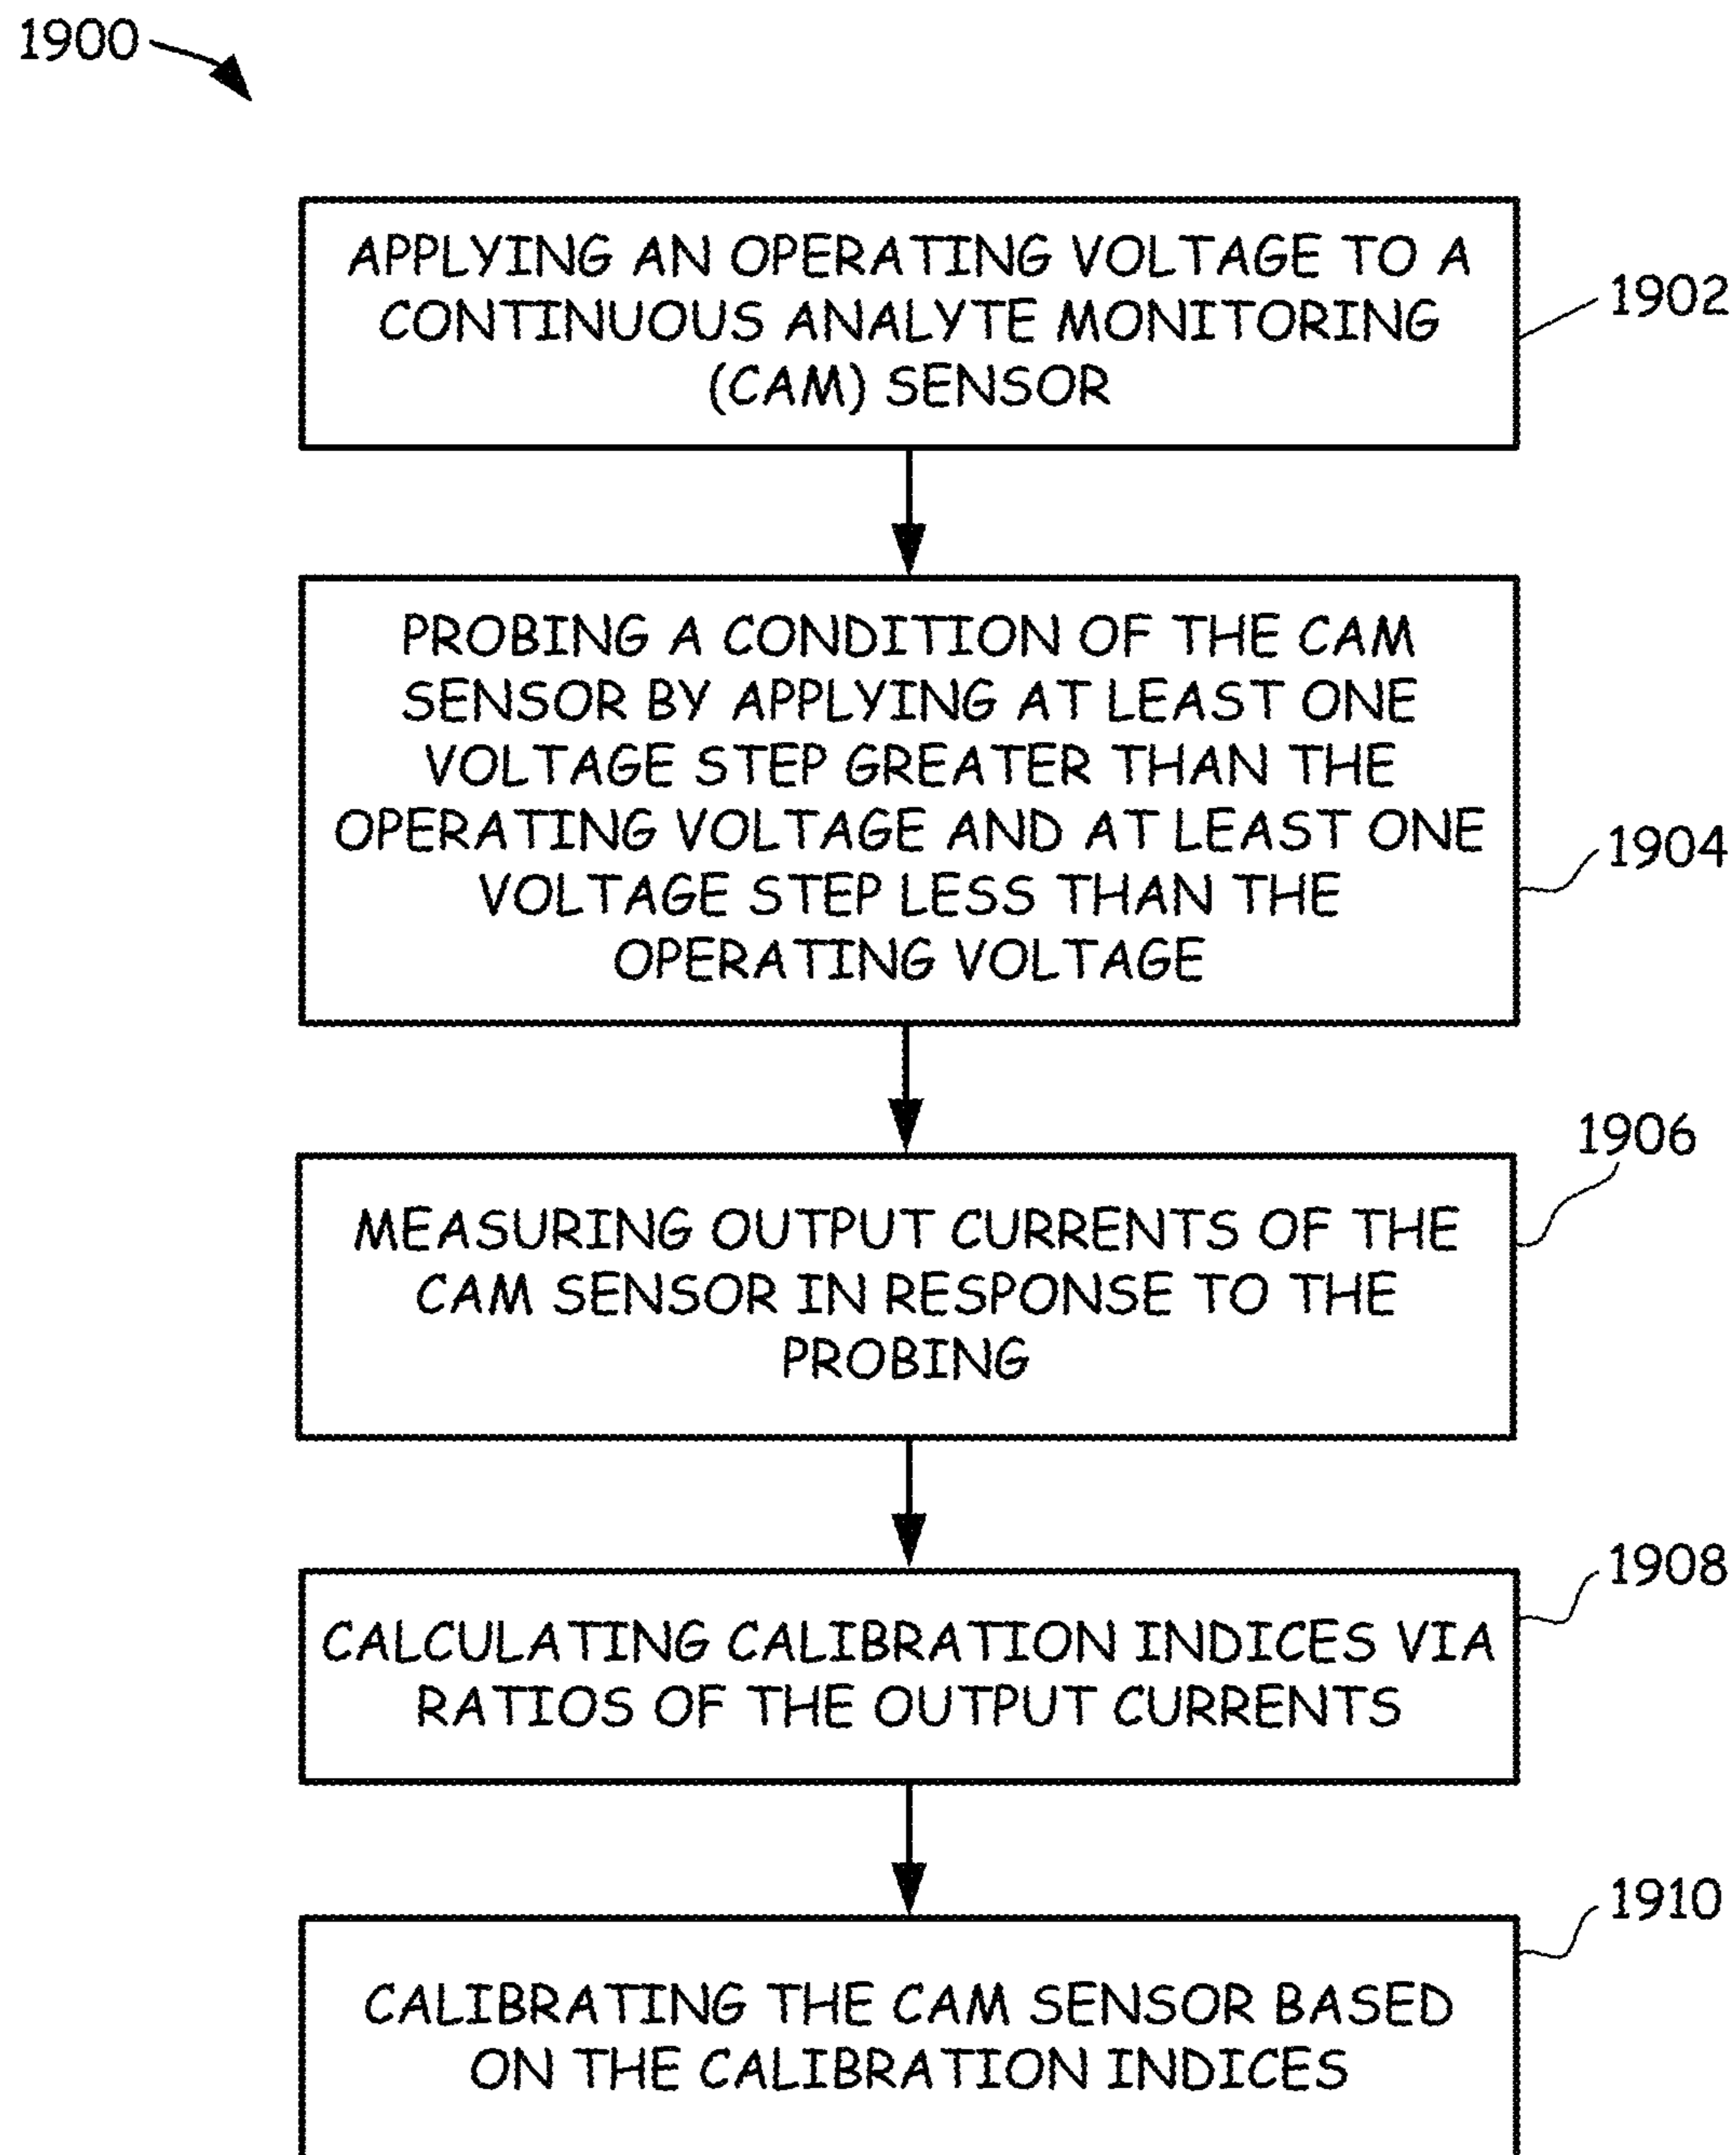 1900
APPLYING AN OPERATING VOLTAGE TO A
CONTINUOUS ANALYTE MONITORING
(CAM) SENSOR
1902
PROBING A CONDITION OF THE CAM
SENSOR BY APPLYING AT LEAST ONE
VOLTAGE STEP GREATER THAN THE
OPERATING VOLTAGE AND AT LEAST ONE
VOLTAGE STEP LESS THAN THE
OPERATING VOLTAGE
1904
MEASURING OUTPUT CURRENTS OF THE
CAM SENSOR IN RESPONSE TO THE
PROBING
1906
CALCULATING CALIBRATION INDICES VIA
RATIOS OF THE OUTPUT CURRENTS
1908
CALIBRATING THE CAM SENSOR BASED
ON THE CALIBRATION INDICES
1910